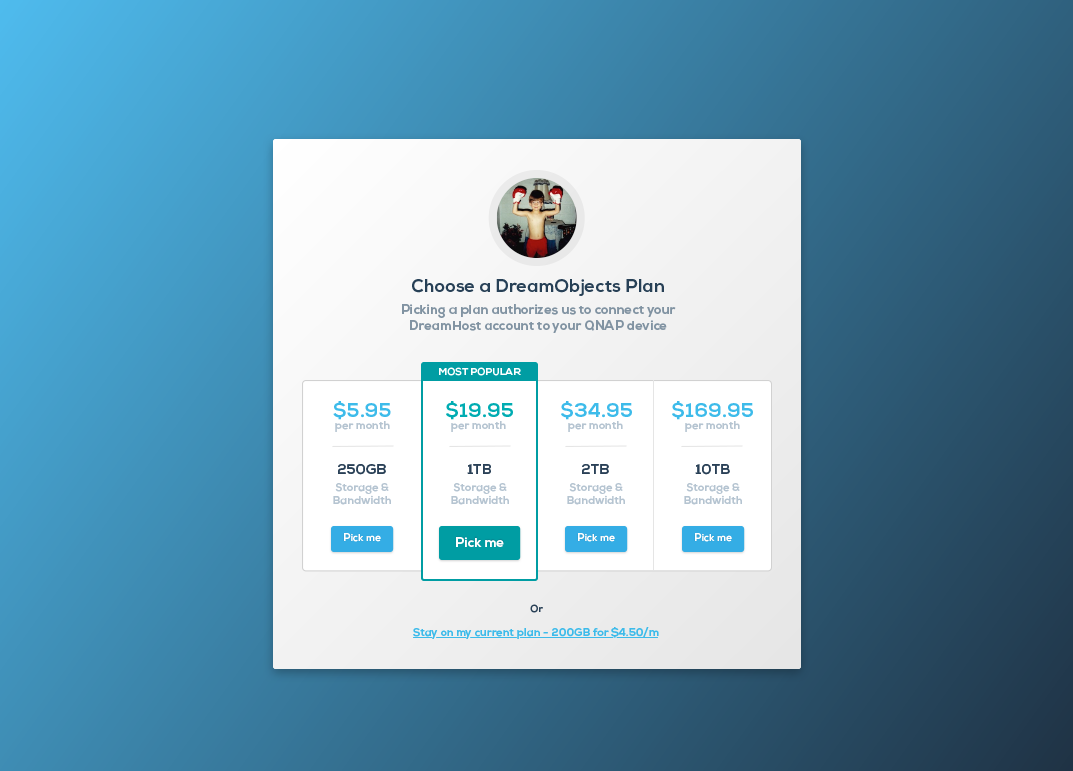 Choose a DreamObjects Plan
Picking a plan authorizes us to connect your
DreamHost account to your QNAP device
$5.95
per month
250GB
Storage &
Bandwidth
Pick me
MOST POPULAR
$19.95
per month
1TB
Storage &
Bandwidth
Pick me
$34.95
per month
2TB
Storage &
Bandwidth
Pick me
$169.95
per month
10TB
Storage &
Bandwidth
Pick me
Or
Stay on my current plan - 200GB for $4.50/m